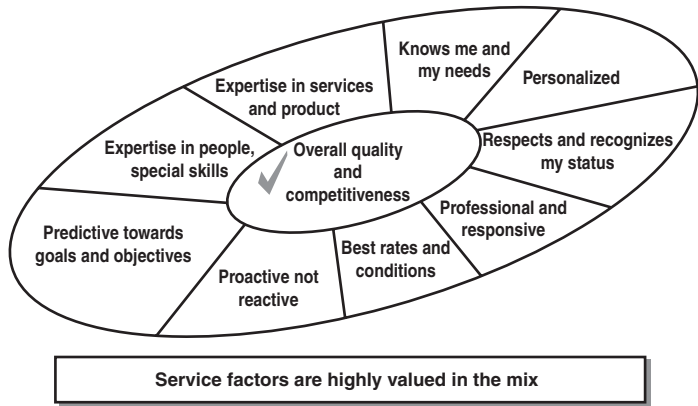 Knows me and
my needs
Personalized
Expertise in services
and product
Respects and recognizes
my status
Expertise in people,
special skills
Overall quality
and
competitiveness
Professional and
responsive
Predictive towards
goals and objectives
Best rates and
conditions
Proactive not
reactive
Service factors are highly valued in the mix